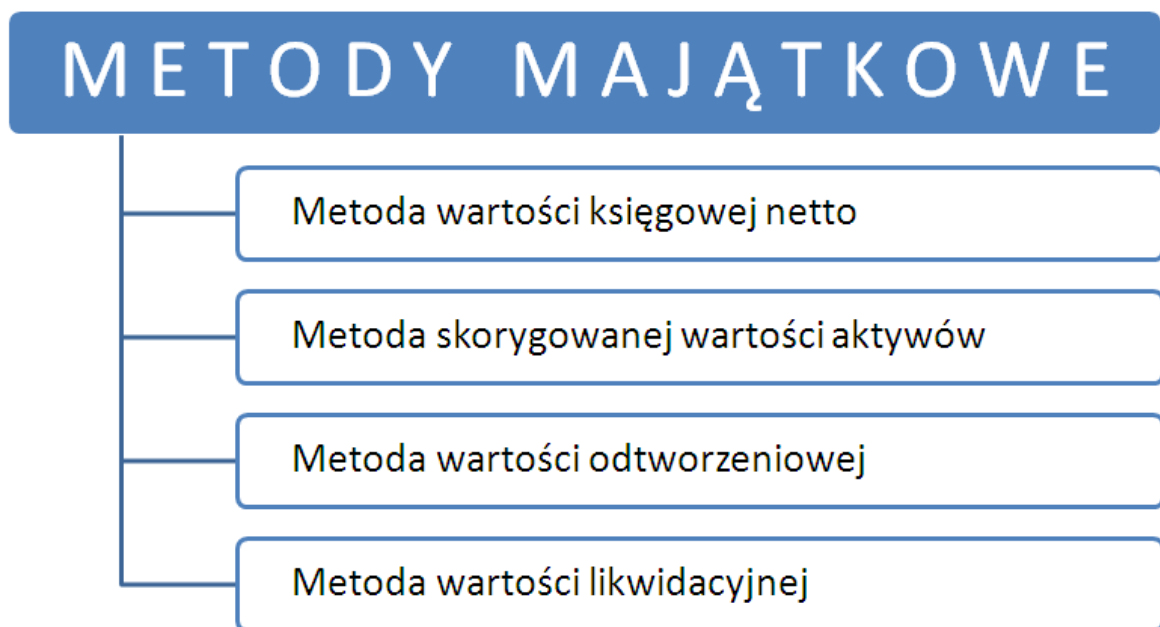 METODY MAJĄTKOWE
Metoda wartości księgowej netto
Metoda skorygowanej wartości aktywów
Metoda wartości odtworzeniowej
Metoda wartości likwidacyjnej